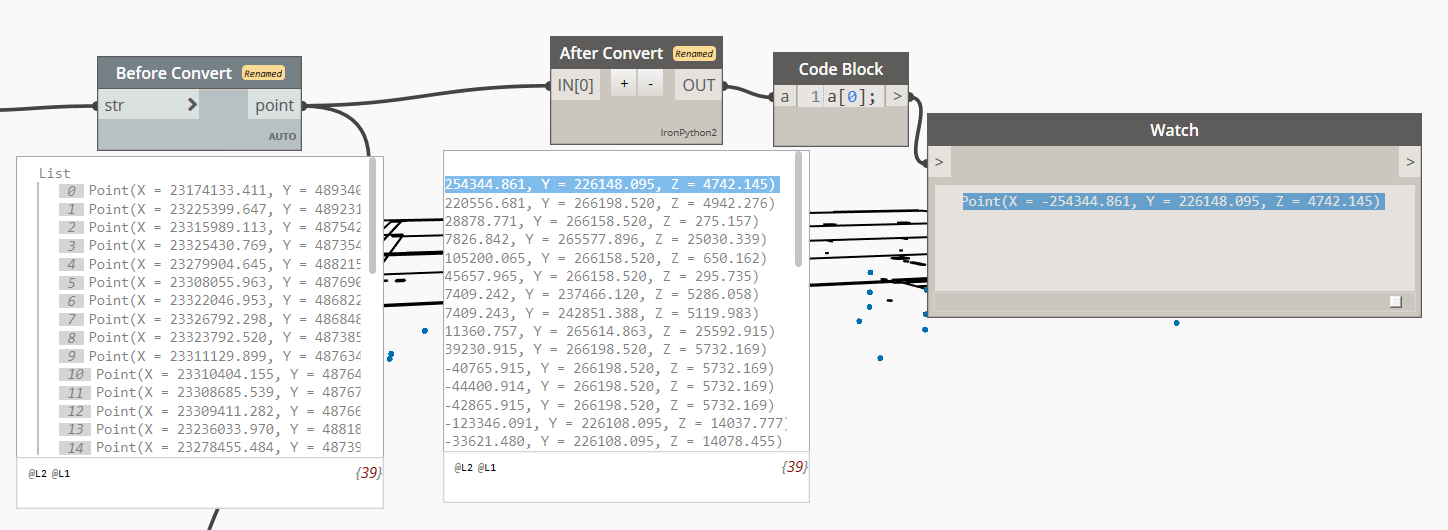 Before Convert Renamed
str > point
AUTO
List
0 Point(X = 23174133.411, Y = 489340
1 Point(X = 23225399.647, Y = 489231
2 Point(X = 23315989.113, Y = 487542
3 Point(X = 23325430.769, Y = 487354
4 Point(X = 23279904.645, Y = 488215
5 Point(X = 23308055.963, Y = 487690
6 Point(X = 23322046.953, Y = 486822
7 Point(X = 23326792.298, Y = 486848
8 Point(X = 23323792.520, Y = 487385
9 Point(X = 23311129.899, Y = 487634
10 Point(X = 23310404.155, Y = 48764
11 Point(X = 23308685.539, Y = 48767
12 Point(X = 23309411.282, Y = 48766
13 Point(X = 23236033.970, Y = 48818
14 Point(X = 23278455.484, Y = 48739
@L2 @L1 {39}
After Convert Renamed
IN[0] + - OUT
IronPython2
254344.861, Y = 226148.095, Z = 4742.145)
220556.681, Y = 266198.520, Z = 4942.276)
28878.771, Y = 266158.520, Z = 275.157)
7826.842, Y = 265577.896, Z = 25030.339)
105200.065, Y = 266158.520, Z = 650.162)
45657.965, Y = 266158.520, Z = 295.735)
7409.242, Y = 237466.120, Z = 5286.058)
7409.243, Y = 242851.388, Z = 5119.983)
11360.757, Y = 265614.863, Z = 25592.915)
39230.915, Y = 266198.520, Z = 5732.169)
-40765.915, Y = 266198.520, Z = 5732.169)
-44400.914, Y = 266198.520, Z = 5732.169)
-42865.915, Y = 266198.520, Z = 5732.169)
-123346.091, Y = 226108.095, Z = 14037.777)
-33621.480, Y = 226108.095, Z = 14078.455)
@L2 @L1 {39}
Code Block
a 1 a[0]; >
Watch
> >
Point(X = -254344.861, Y = 226148.095, Z = 4742.145)